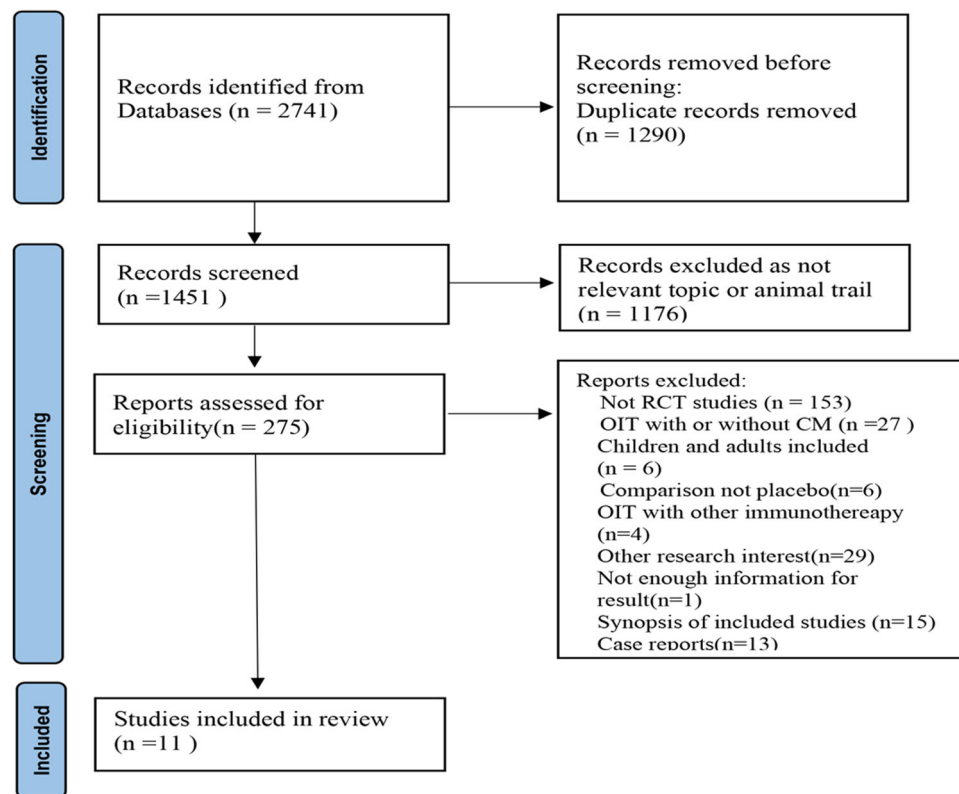 Identification
Records identified from
Databases (n = 2741)
Records removed before
screening:
Duplicate records removed
(n = 1290)
Screening
Records screened
(n =1451 )
Records excluded as not
relevant topic or animal trail
(n = 1176)
Reports assessed for
eligibility(n = 275)
Reports excluded:
Not RCT studies (n = 153)
OIT with or without CM (n =27 )
Children and adults included
(n = 6)
Comparison not placebo(n=6)
OIT with other immunothereapy
(n=4)
Other research interest(n=29)
Not enough information for
result(n=1)
Synopsis of included studies (n=15)
Case reports(n=13)
Included
Studies included in review
(n =11 )